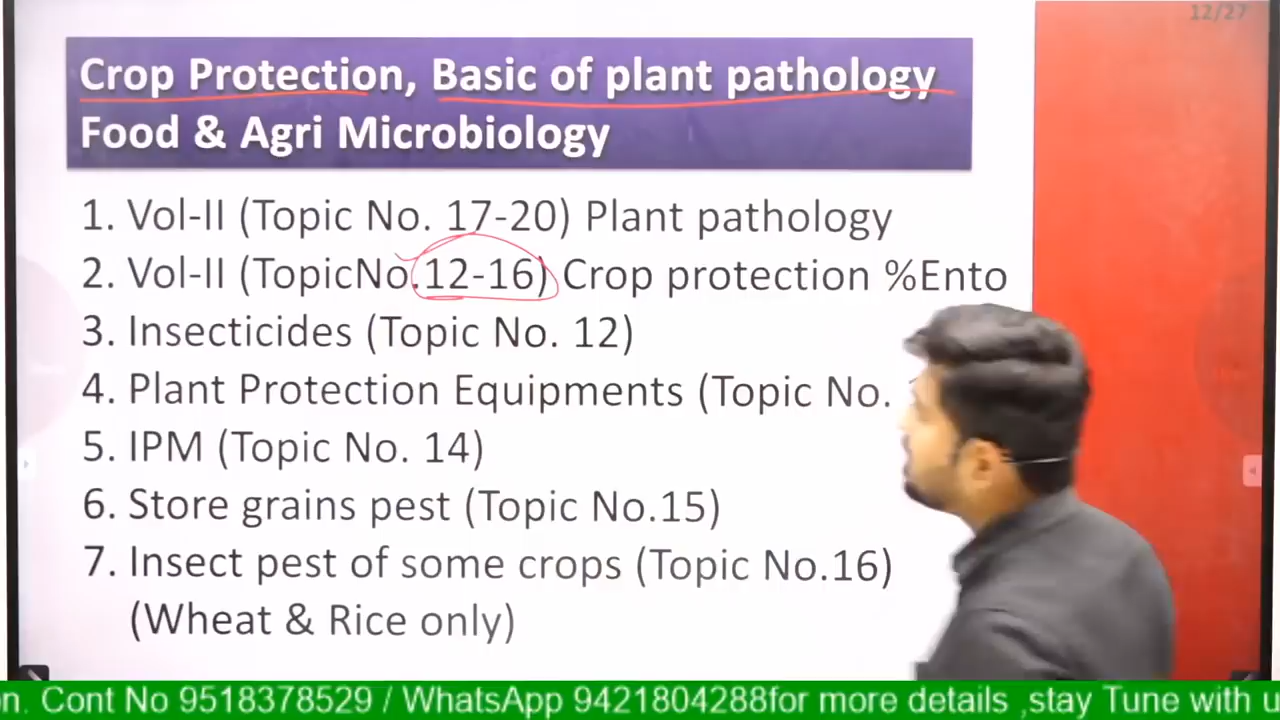 12/27
Crop Protection, Basic of plant pathology
Food & Agri Microbiology
1. Vol-II (Topic No. 17-20) Plant pathology
2. Vol-II (TopicNo.12-16) Crop protection %Ento
3. Insecticides (Topic No. 12)
4. Plant Protection Equipments (Topic No.
5. IPM (Topic No. 14)
6. Store grains pest (Topic No.15)
7. Insect pest of some crops (Topic No.16)
(Wheat & Rice only)
n. Cont No 9518378529 / WhatsApp 9421804288for more details ,stay Tune with u